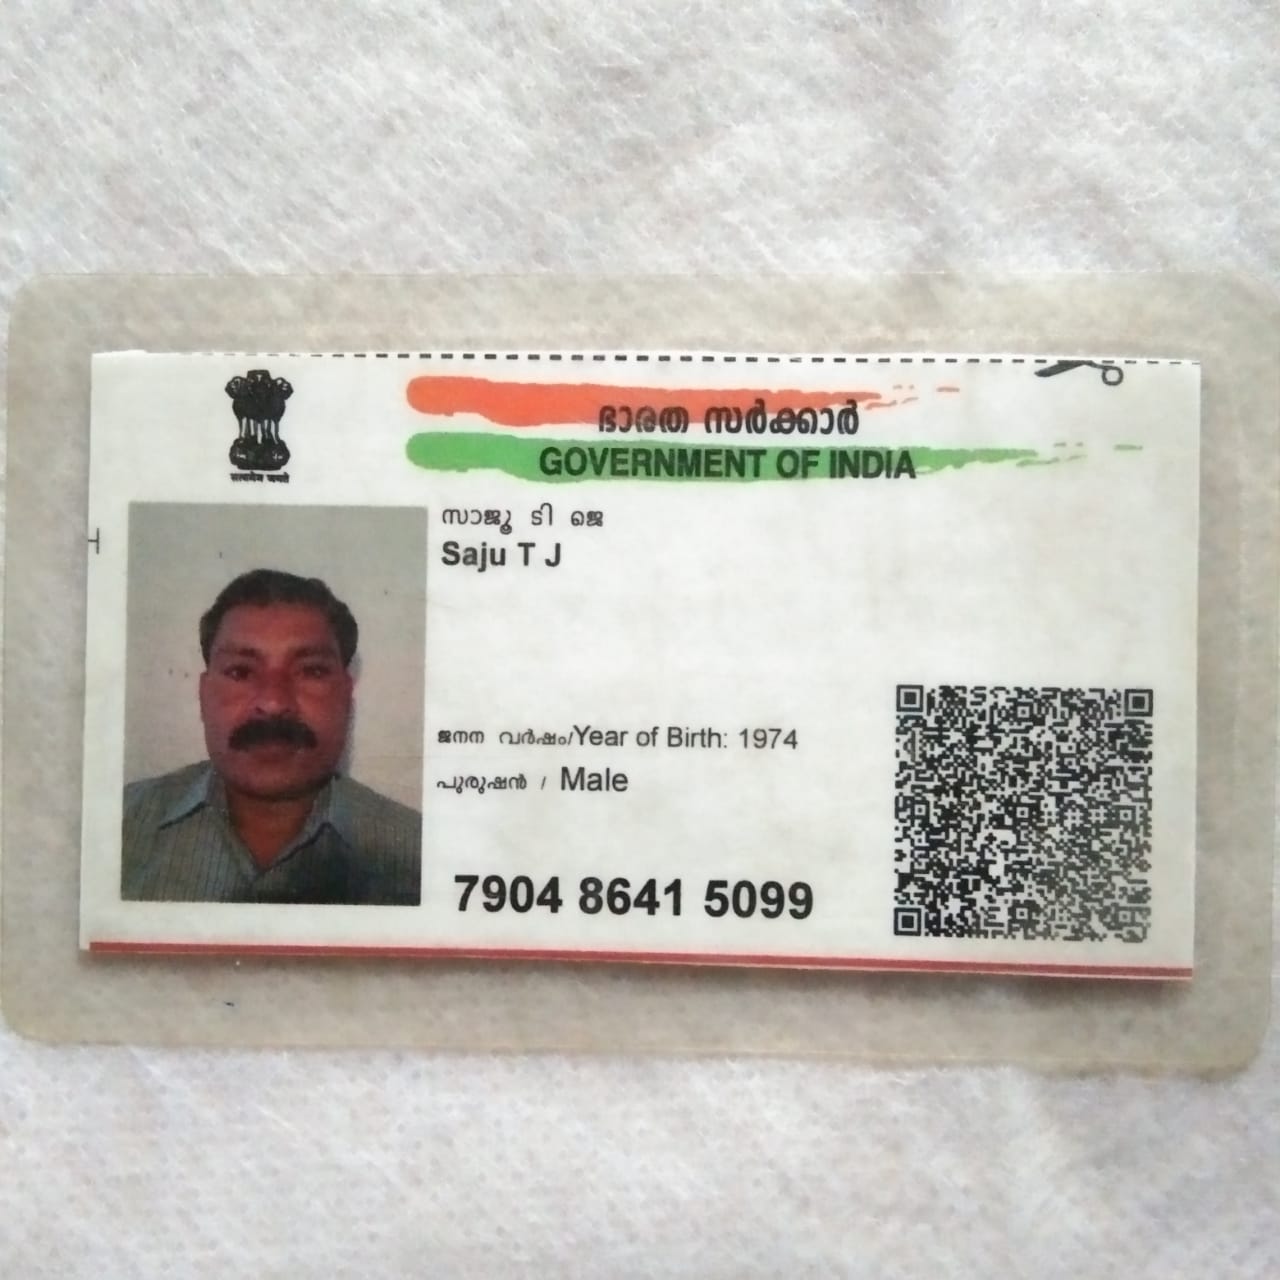 ഭാരത സർക്കാർ
GOVERNMENT OF INDIA
सत्यमेव जयते
സാജൂ ടി ജെ
Saju T J
ജനന വർഷം/Year of Birth: 1974
പുരുഷൻ / Male
7904 8641 5099